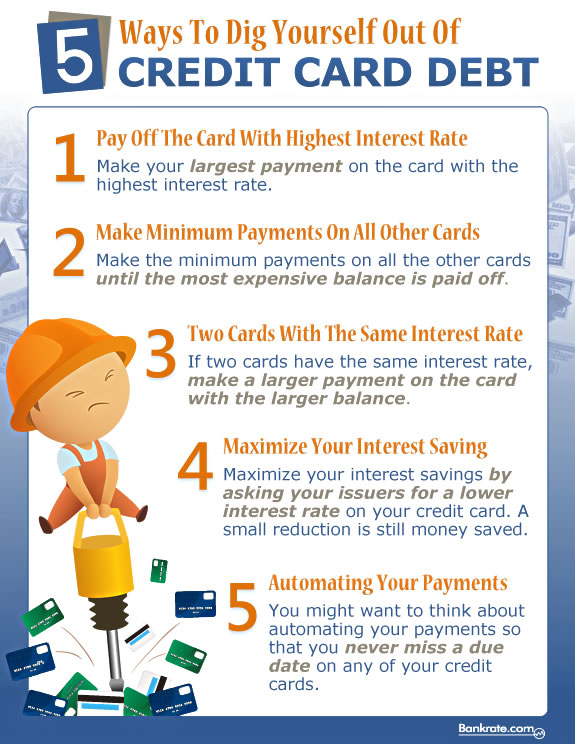 5
Ways To Dig Yourself Out Of
CREDIT CARD DEBT
1
Pay Off The Card With Highest Interest Rate
Make your largest payment on the card with the
highest interest rate.
2
Make Minimum Payments On All Other Cards
Make the minimum payments on all the other cards
until the most expensive balance is paid off.
3
Two Cards With The Same Interest Rate
If two cards have the same interest rate,
make a larger payment on the card
with the larger balance.
4
Maximize Your Interest Saving
Maximize your interest savings by
asking your issuers for a lower
interest rate on your credit card. A
small reduction is still money saved.
5
Automating Your Payments
You might want to think about
automating your payments so
that you never miss a due
date on any of your credit
cards.
Bankrate.com